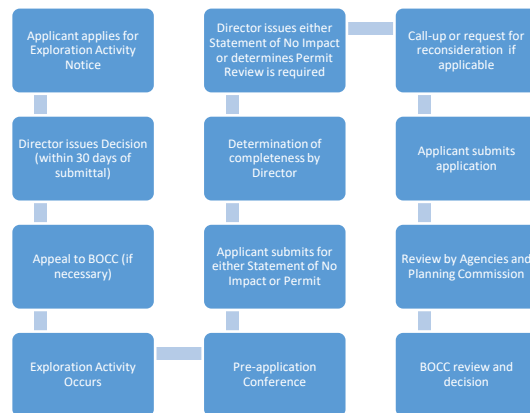 Applicant applies for
Exploration Activity
Notice
Director issues Decision
(within 30 days of
submittal)
Appeal to BOCC (if
necessary)
Exploration Activity
Occurs
Pre-application
Conference
Applicant submits for
either Statement of No
Impact or Permit
Determination of
completeness by
Director
Director issues either
Statement of No Impact
or determines Permit
Review is required
Call-up or request for
reconsideration if
applicable
Applicant submits
application
Review by Agencies and
Planning Commission
BOCC review and
decision